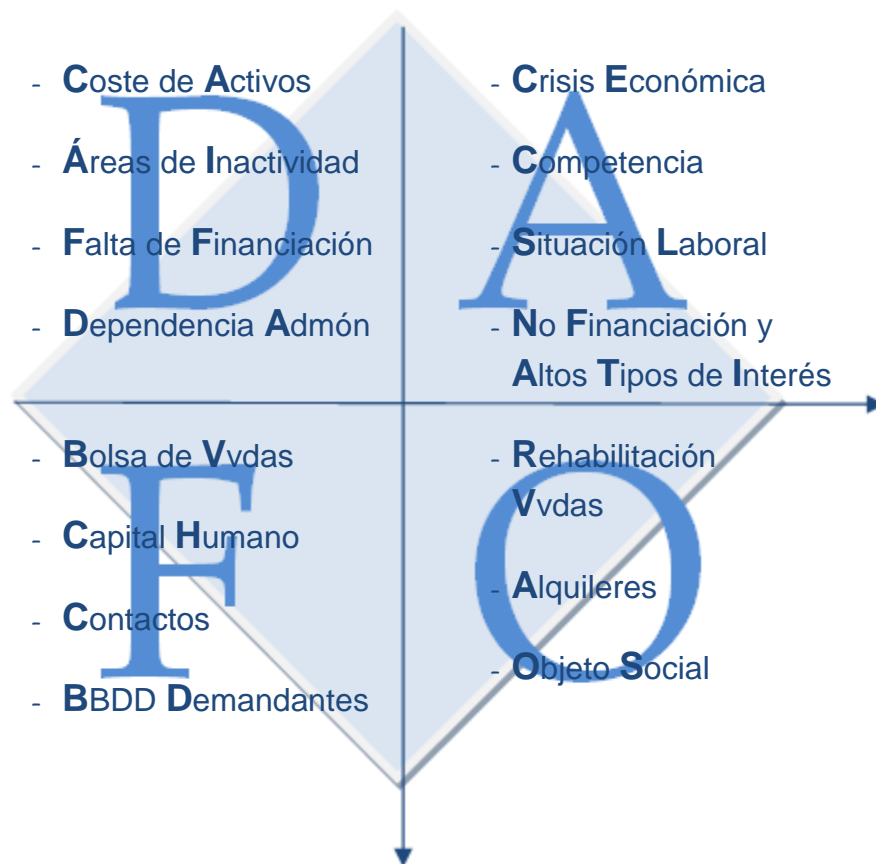 D
- Coste de Activos
- Áreas de Inactividad
- Falta de Financiación
- Dependencia Admón
A
- Crisis Económica
- Competencia
- Situación Laboral
- No Financiación y
Altos Tipos de Interés
F
- Bolsa de Vvdas
- Capital Humano
- Contactos
- BBDD Demandantes
O
- Rehabilitación
Vvdas
- Alquileres
- Objeto Social